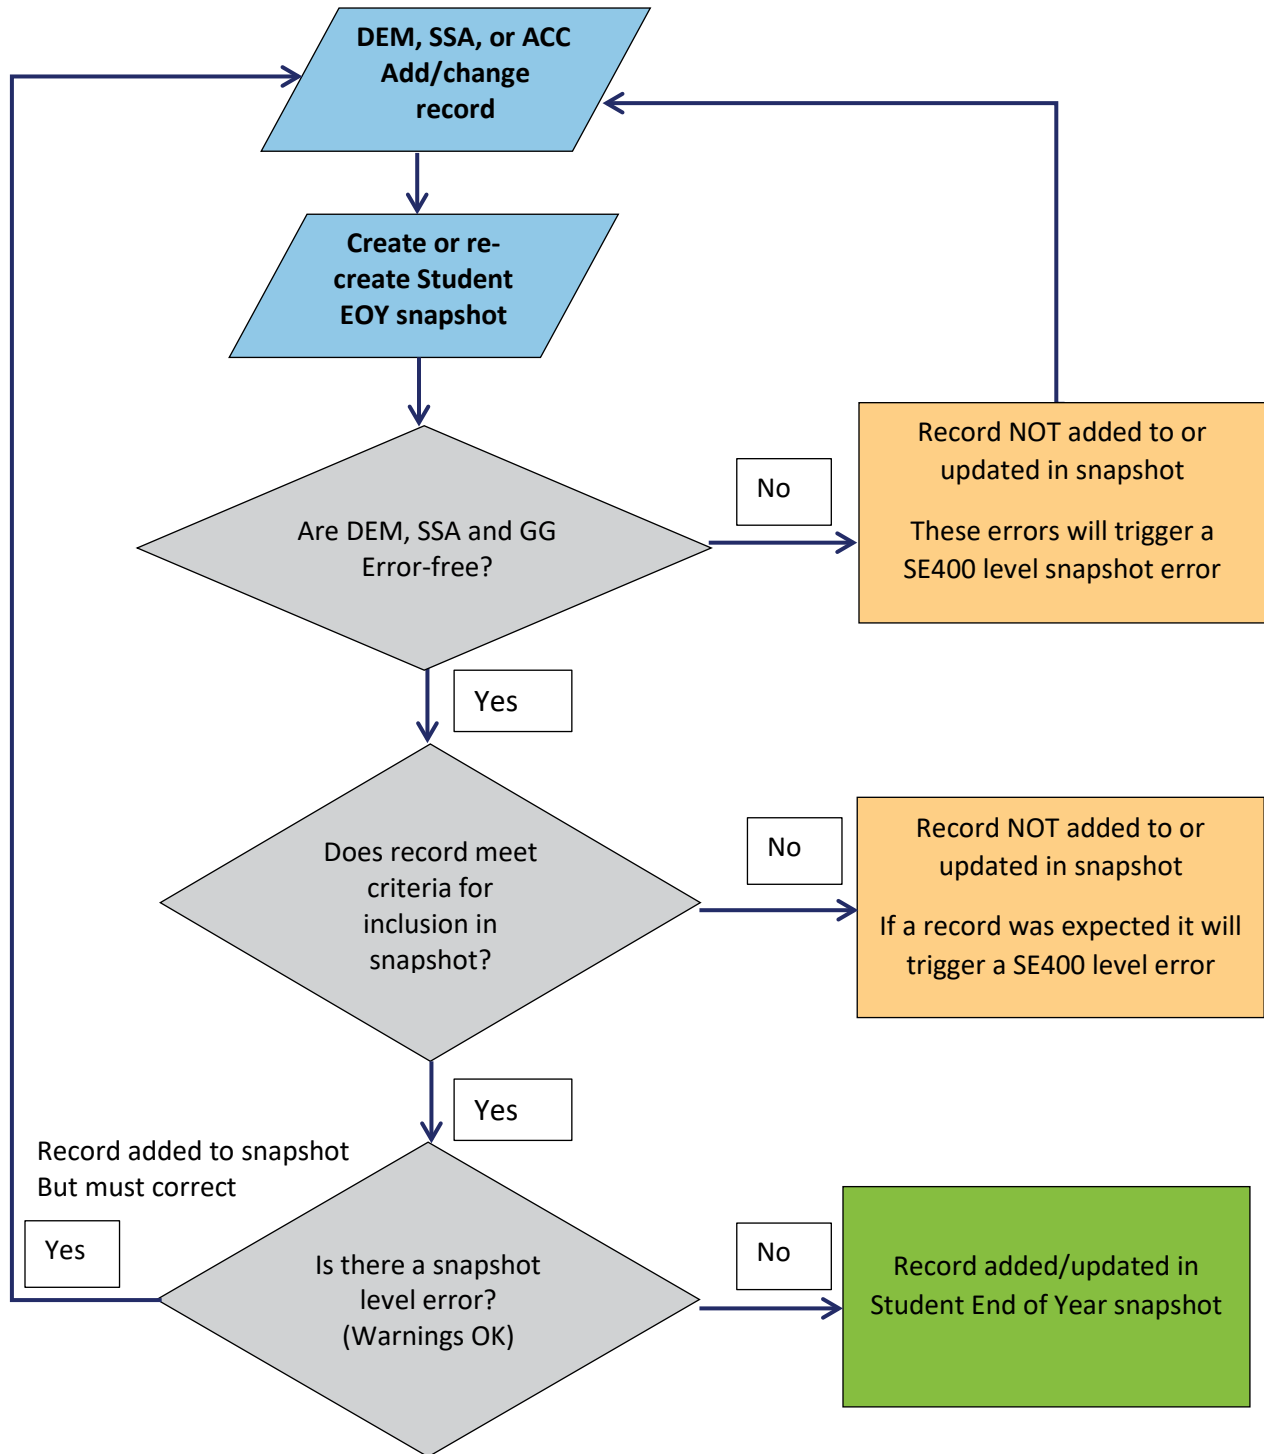 DEM, SSA, or ACC
Add/change
record
Create or re-
create Student
EOY snapshot
Are DEM, SSA and GG
Error-free?
No
Record NOT added to or
updated in snapshot
These errors will trigger a
SE400 level snapshot error
Yes
Does record meet
criteria for
inclusion in
snapshot?
No
Record NOT added to or
updated in snapshot
If a record was expected it will
trigger a SE400 level error
Yes
Record added to snapshot
But must correct
Yes
Is there a snapshot
level error?
(Warnings OK)
No
Record added/updated in
Student End of Year snapshot